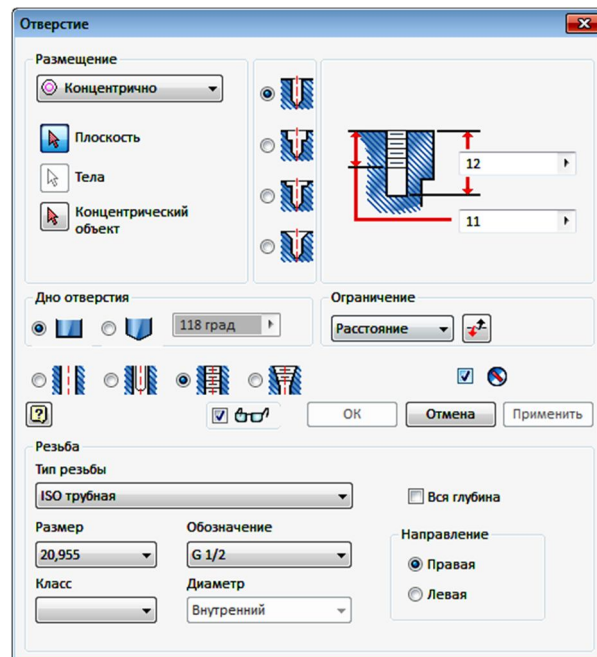 Отверстие
Размещение
Концентрично
Плоскость
Тела
Концентрический
объект
12
11
Дно отверстия
118 град
Ограничение
Расстояние
ОК
Отмена
Применить
Резьба
Тип резьбы
ISO трубная
Вся глубина
Размер
Обозначение
20,955
G 1/2
Класс
Диаметр
Внутренний
Направление
Правая
Левая